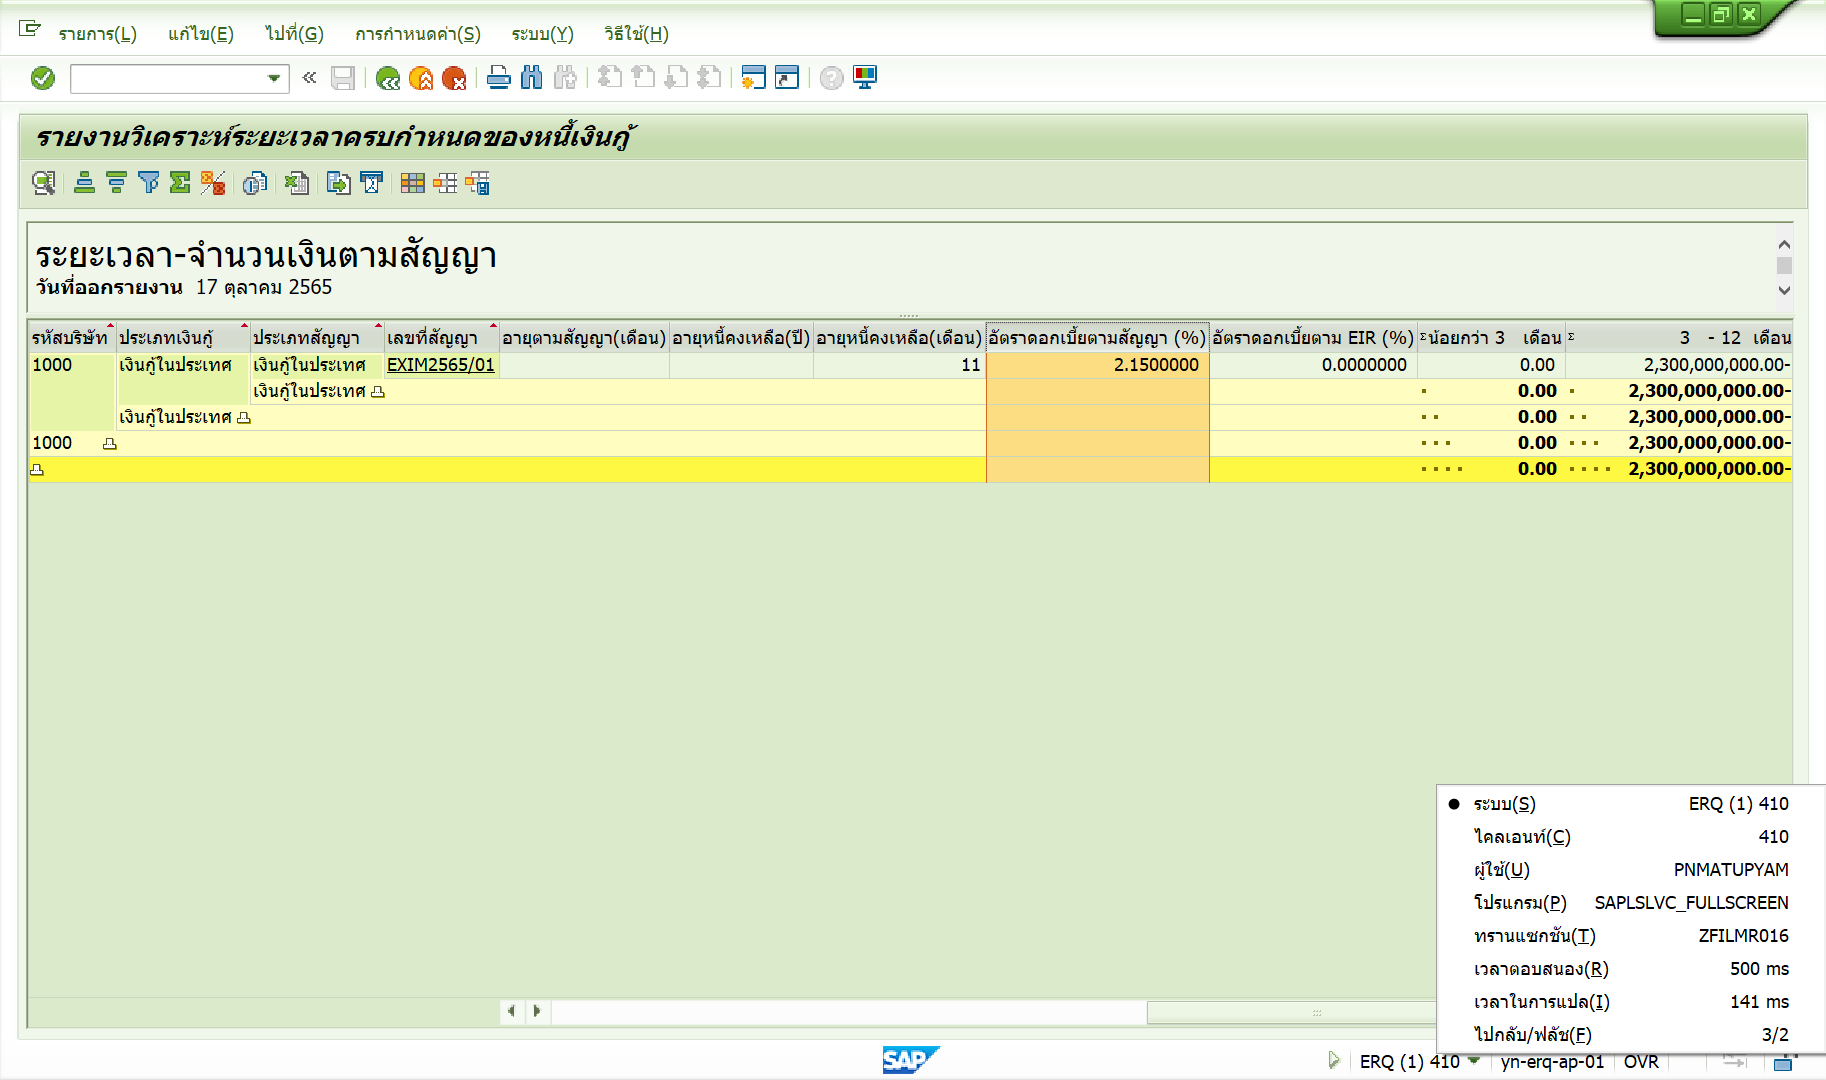 รายการ(L) แก้ไข(E) ไปที่(G) การกำหนดค่า(S) ระบบ(Y) วิธีใช้(H)
รายงานวิเคราะห์ระยะเวลาครบกำหนดของหนี้เงินกู้
ระยะเวลา-จำนวนเงินตามสัญญา
วันที่ออกรายงาน 17 ตุลาคม 2565
รหัสบริษัท ประเภทเงินกู้ ประเภทสัญญา เลขที่สัญญา อายุตามสัญญา(เดือน) อายุหนี้คงเหลือ(ปี) อายุหนี้คงเหลือ(เดือน) อัตราดอกเบี้ยตามสัญญา (%) อัตราดอกเบี้ยตาม EIR (%) Σน้อยกว่า 3 เดือน Σ 3 - 12 เดือน
1000 เงินกู้ในประเทศ เงินกู้ในประเทศ EXIM2565/01 11 2.1500000 0.0000000 0.00 2,300,000,000.00-
เงินกู้ในประเทศ 0.00 2,300,000,000.00-
เงินกู้ในประเทศ 0.00 2,300,000,000.00-
1000 0.00 2,300,000,000.00-
0.00 2,300,000,000.00-
ระบบ(S) ERQ (1) 410
ไคลเอนท์(C) 410
ผู้ใช้(U) PNMATUPYAM
โปรแกรม(P) SAPLSLVC_FULLSCREEN
ทรานแซกชัน(T) ZFILMR016
เวลาตอบสนอง(R) 500 ms
เวลาในการแปล(I) 141 ms
ไปกลับ/ฟลัช(F) 3/2
SAP ERQ (1) 410 yn-erq-ap-01 OVR